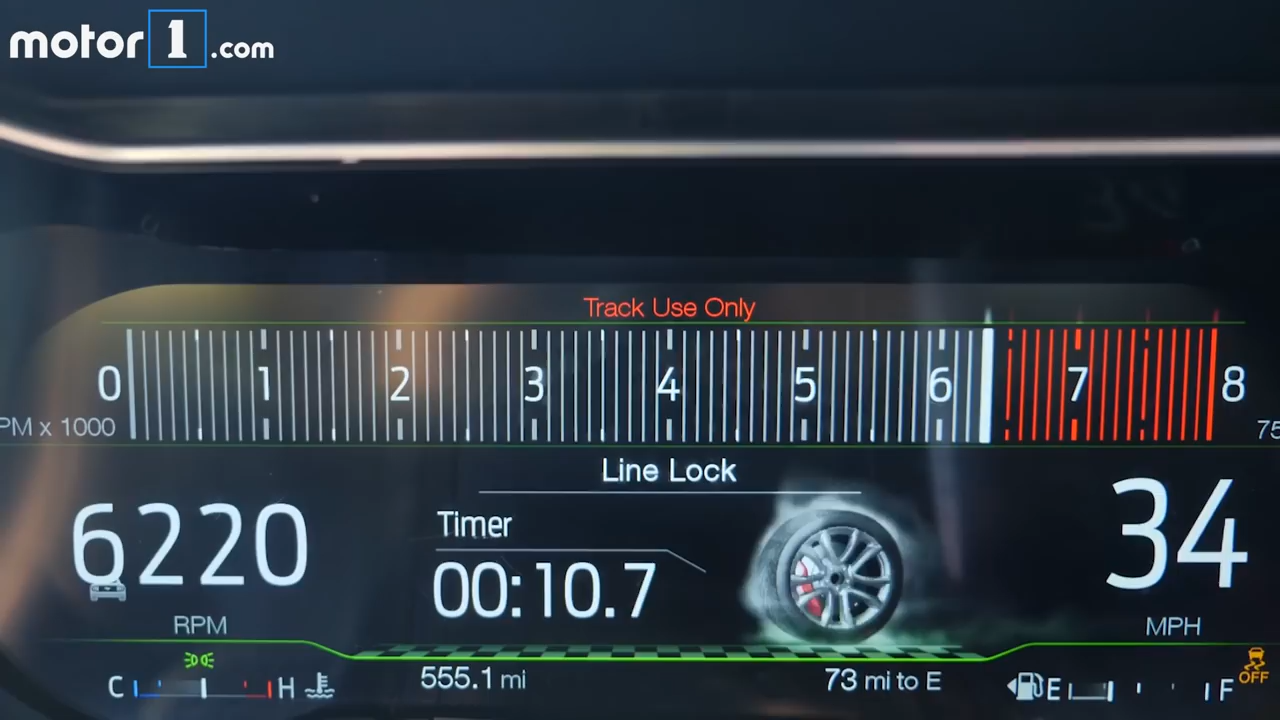 motor1.com
Track Use Only
0 1 2 3 4 5 6 7 8
PM x 1000
75
Line Lock
6220
RPM
Timer
00:10.7
34
MPH
C H
555.1 mi
73 mi to E
E F
OFF